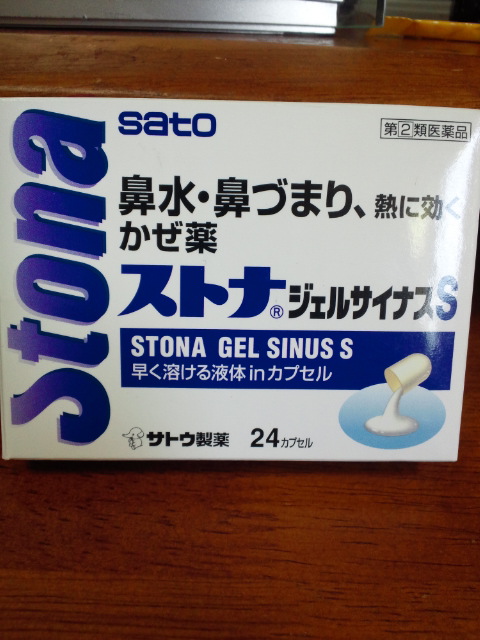 Stona
sato
指②類医薬品
鼻水・鼻づまり、熱に効く
かぜ薬
ストナ®ジェルサイナスS
STONA GEL SINUS S
早く溶ける液体inカプセル
サトウ製薬 24カプセル